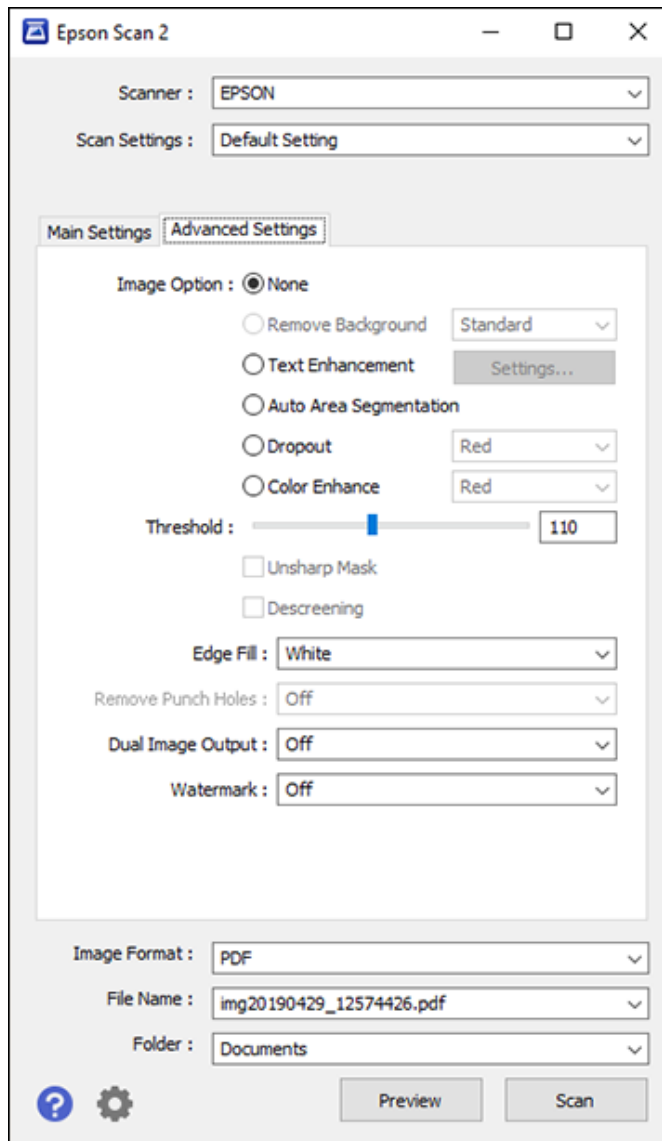 Epson Scan 2
Scanner : EPSON
Scan Settings : Default Setting
Main Settings Advanced Settings
Image Option : None
Remove Background Standard
Text Enhancement Settings...
Auto Area Segmentation
Dropout Red
Color Enhance Red
Threshold : 110
Unsharp Mask
Descreening
Edge Fill : White
Remove Punch Holes : Off
Dual Image Output : Off
Watermark : Off
Image Format : PDF
File Name : img20190429_12574426.pdf
Folder : Documents
? Preview Scan